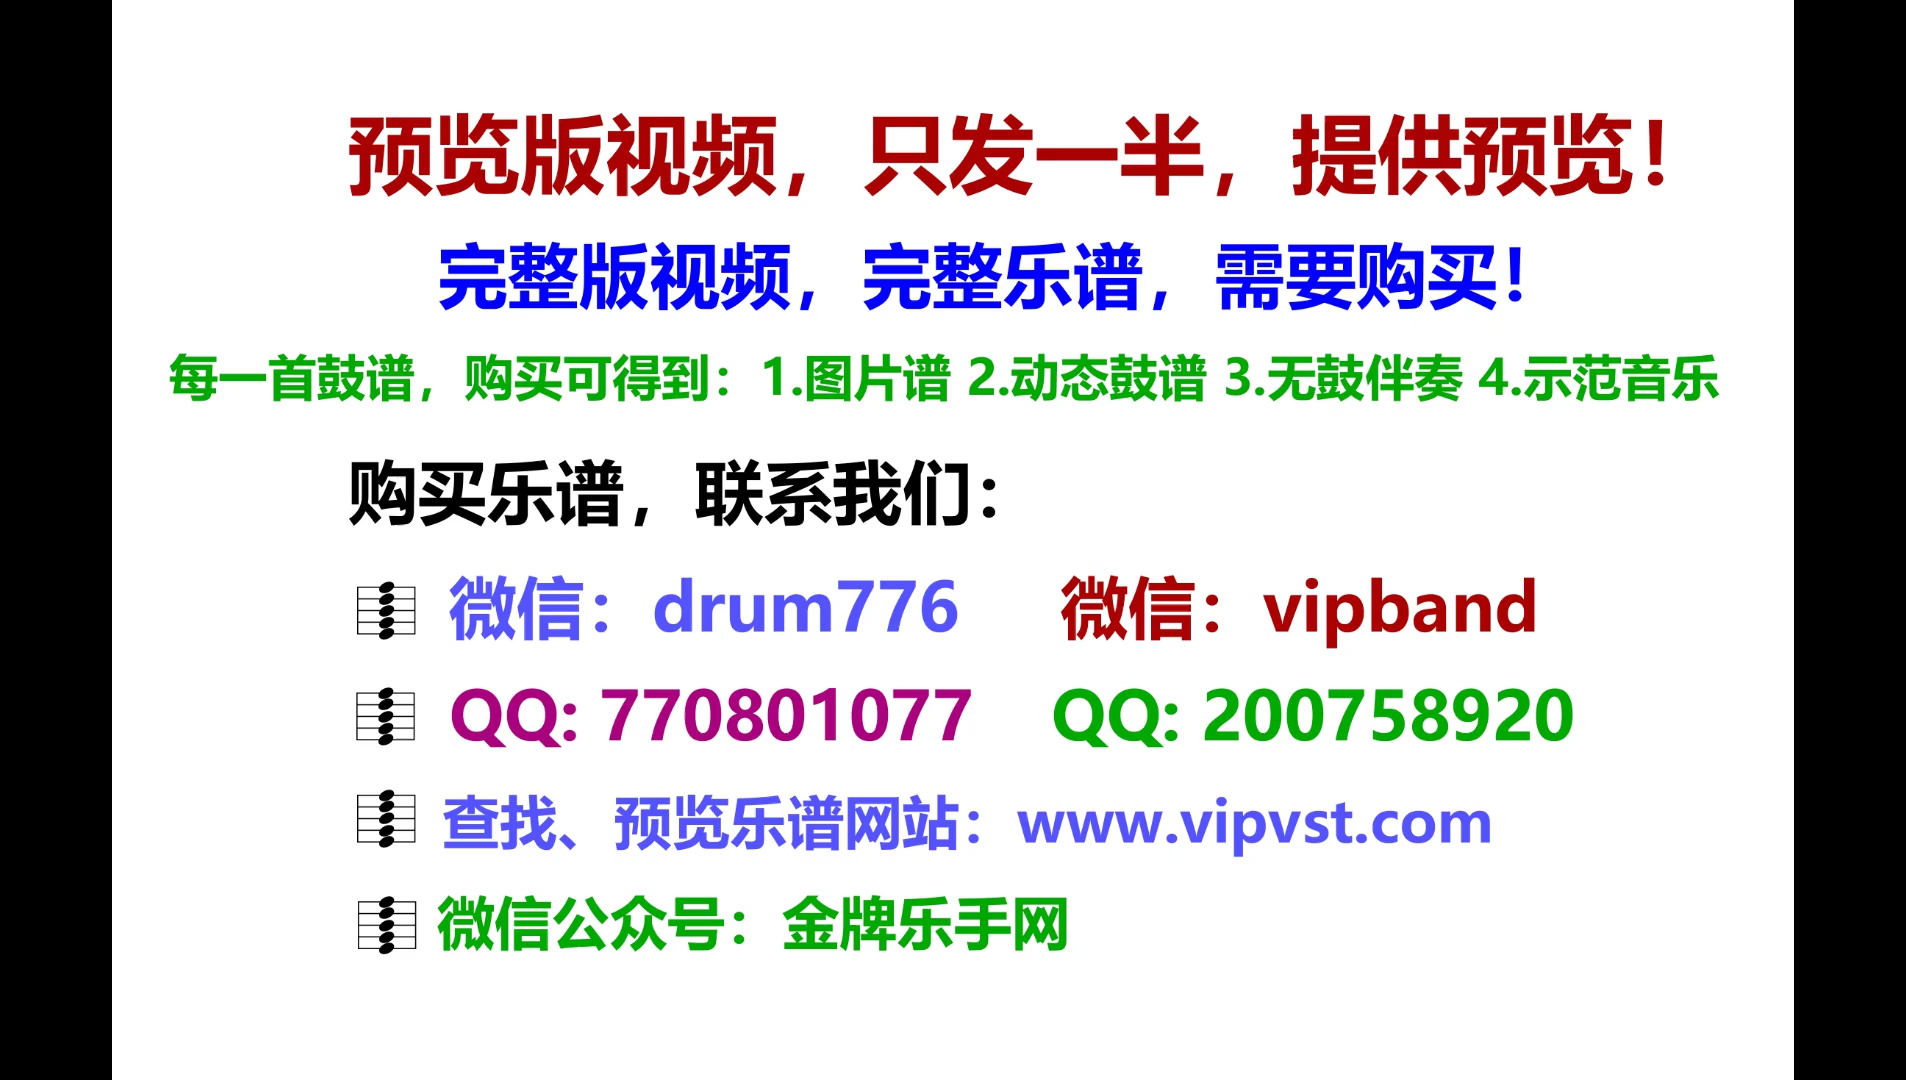 预览版视频，只发一半，提供预览！
完整版视频，完整乐谱，需要购买！
每一首鼓谱，购买可得到：1.图片谱 2.动态鼓谱 3.无鼓伴奏 4.示范音乐
购买乐谱，联系我们：
微信：drum776 微信：vipband
QQ: 770801077 QQ: 200758920
查找、预览乐谱网站：www.vipvst.com
微信公众号：金牌乐手网